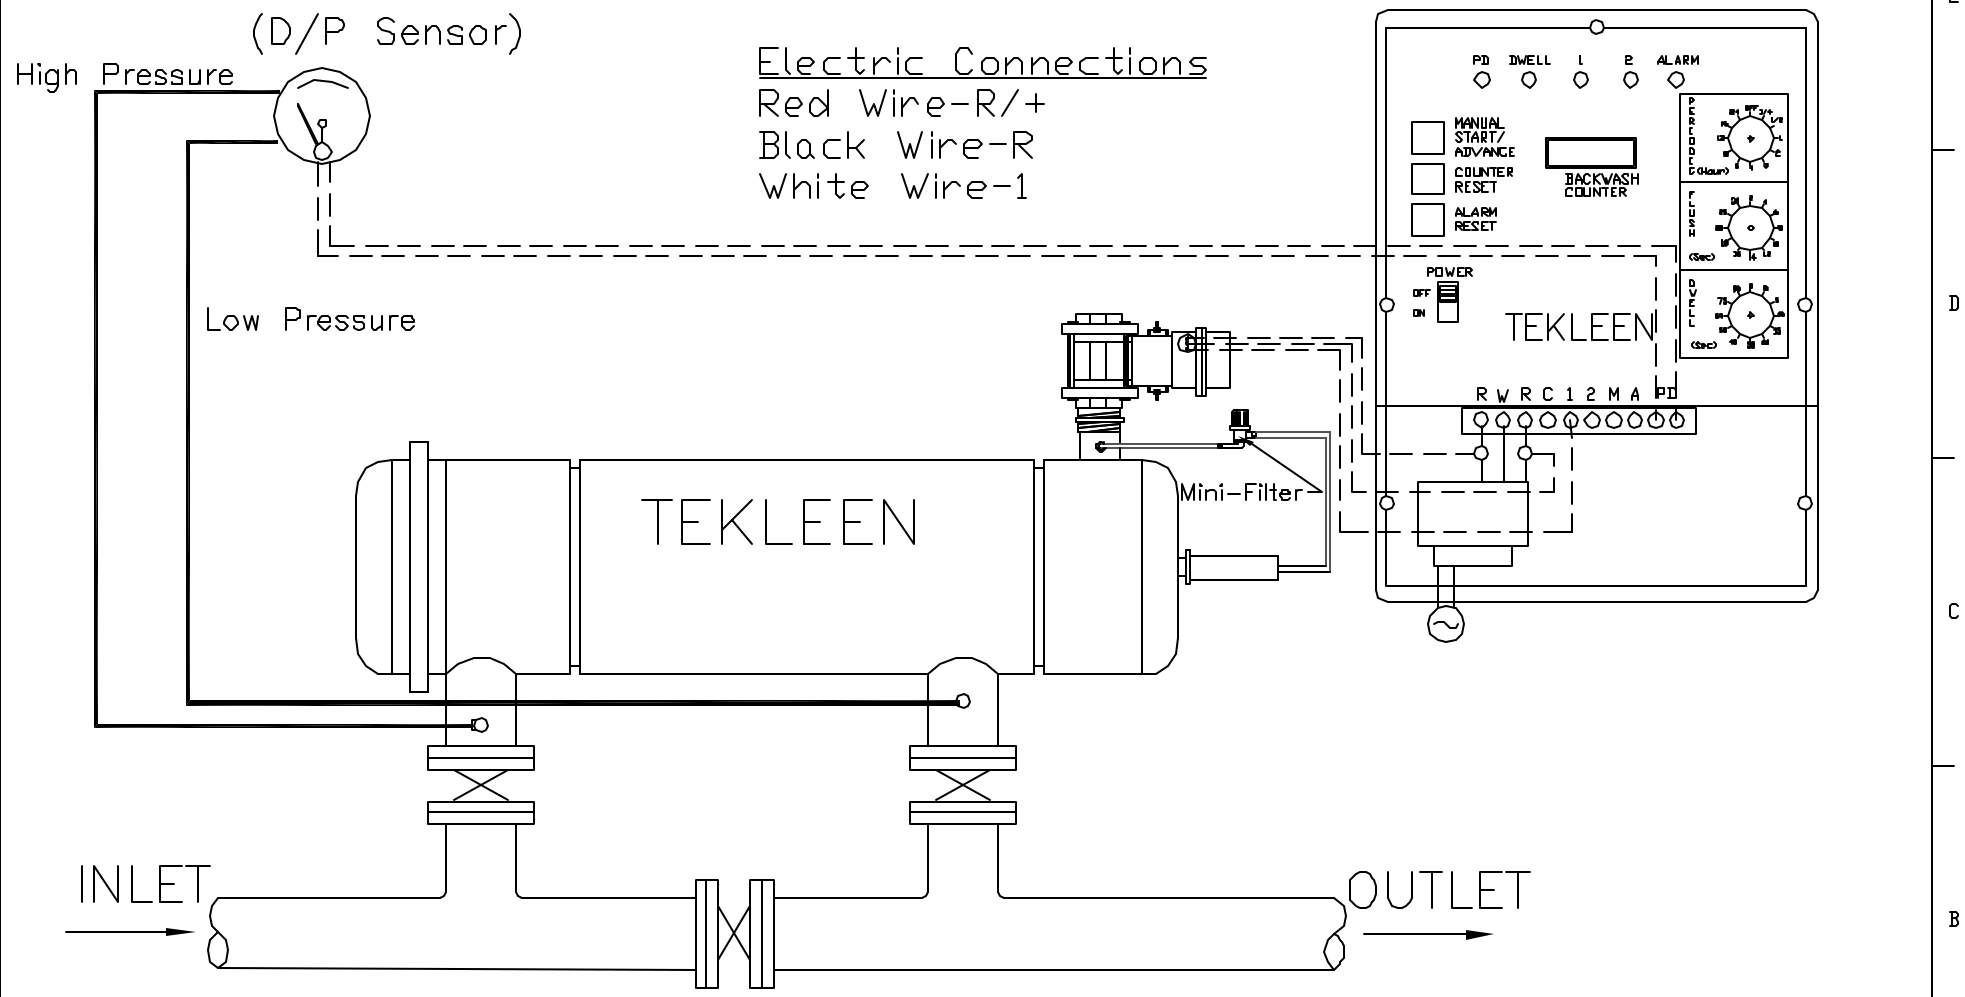 (D/P Sensor)
High Pressure
Low Pressure
Electric Connections
Red Wire-R/+
Black Wire-R
White Wire-1
PD DWELL 1 2 ALARM
MANUAL
START/
ADVANCE
COUNTER
RESET
ALARM
RESET
BACKWASH
COUNTER
(Hour)
OFF
FLUSH
(Sec)
DWELL
(Sec)
POWER
OFF
ON
TEKLEEN
R W R C 1 2 M A PD
Mini-Filter
TEKLEEN
INLET
OUTLET
D
C
B